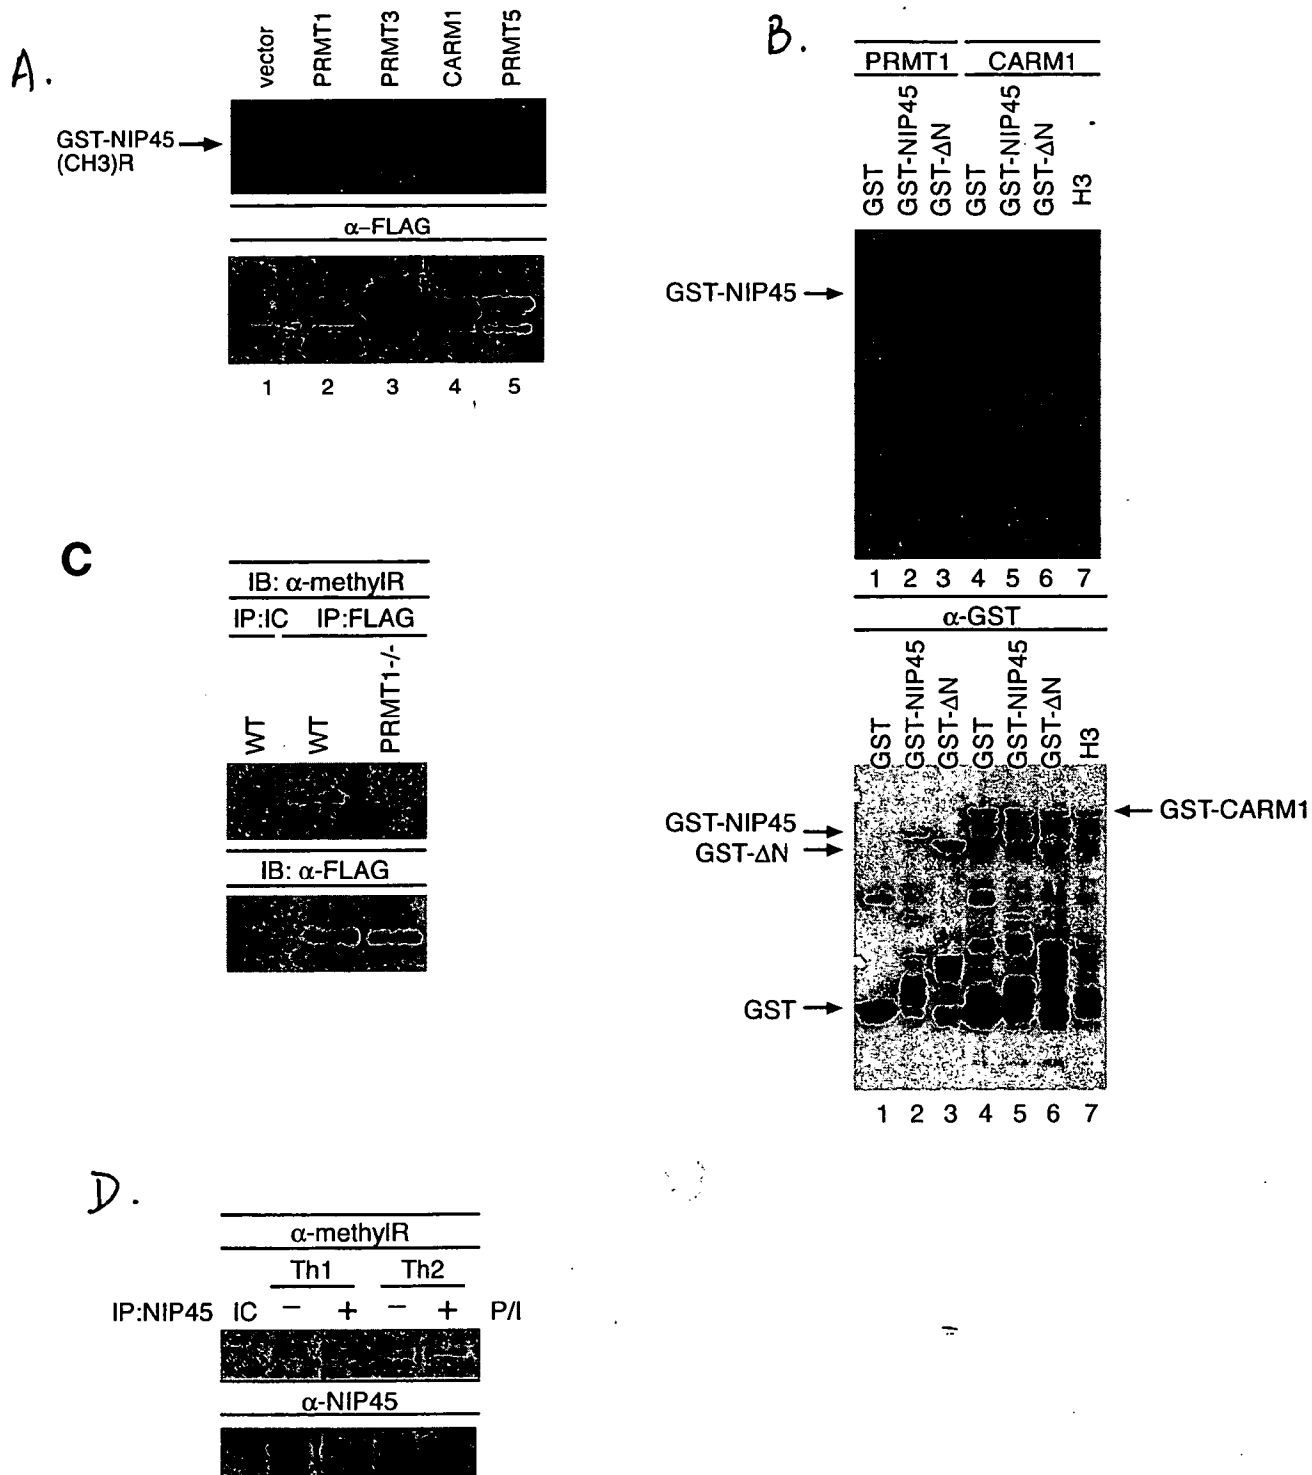 A.
vector
PRMT1
PRMT3
CARM1
PRMT5
GST-NIP45
(CH3)R
α-FLAG
1 2 3 4 5
B.
PRMT1 CARM1
GST
GST-NIP45
GST-ΔN
GST
GST-NIP45
GST-ΔN
H3
GST-NIP45
1 2 3 4 5 6 7
α-GST
GST
GST-NIP45
GST-ΔN
GST
GST-NIP45
GST-ΔN
H3
GST-NIP45
GST-ΔN
GST-CARM1
GST
1 2 3 4 5 6 7
C
IB: α-methylR
IP:IC IP:FLAG
WT
WT
PRMT1-/-
IB: α-FLAG
D.
α-methylR
Th1 Th2
IP:NIP45 IC − + − + P/I
α-NIP45